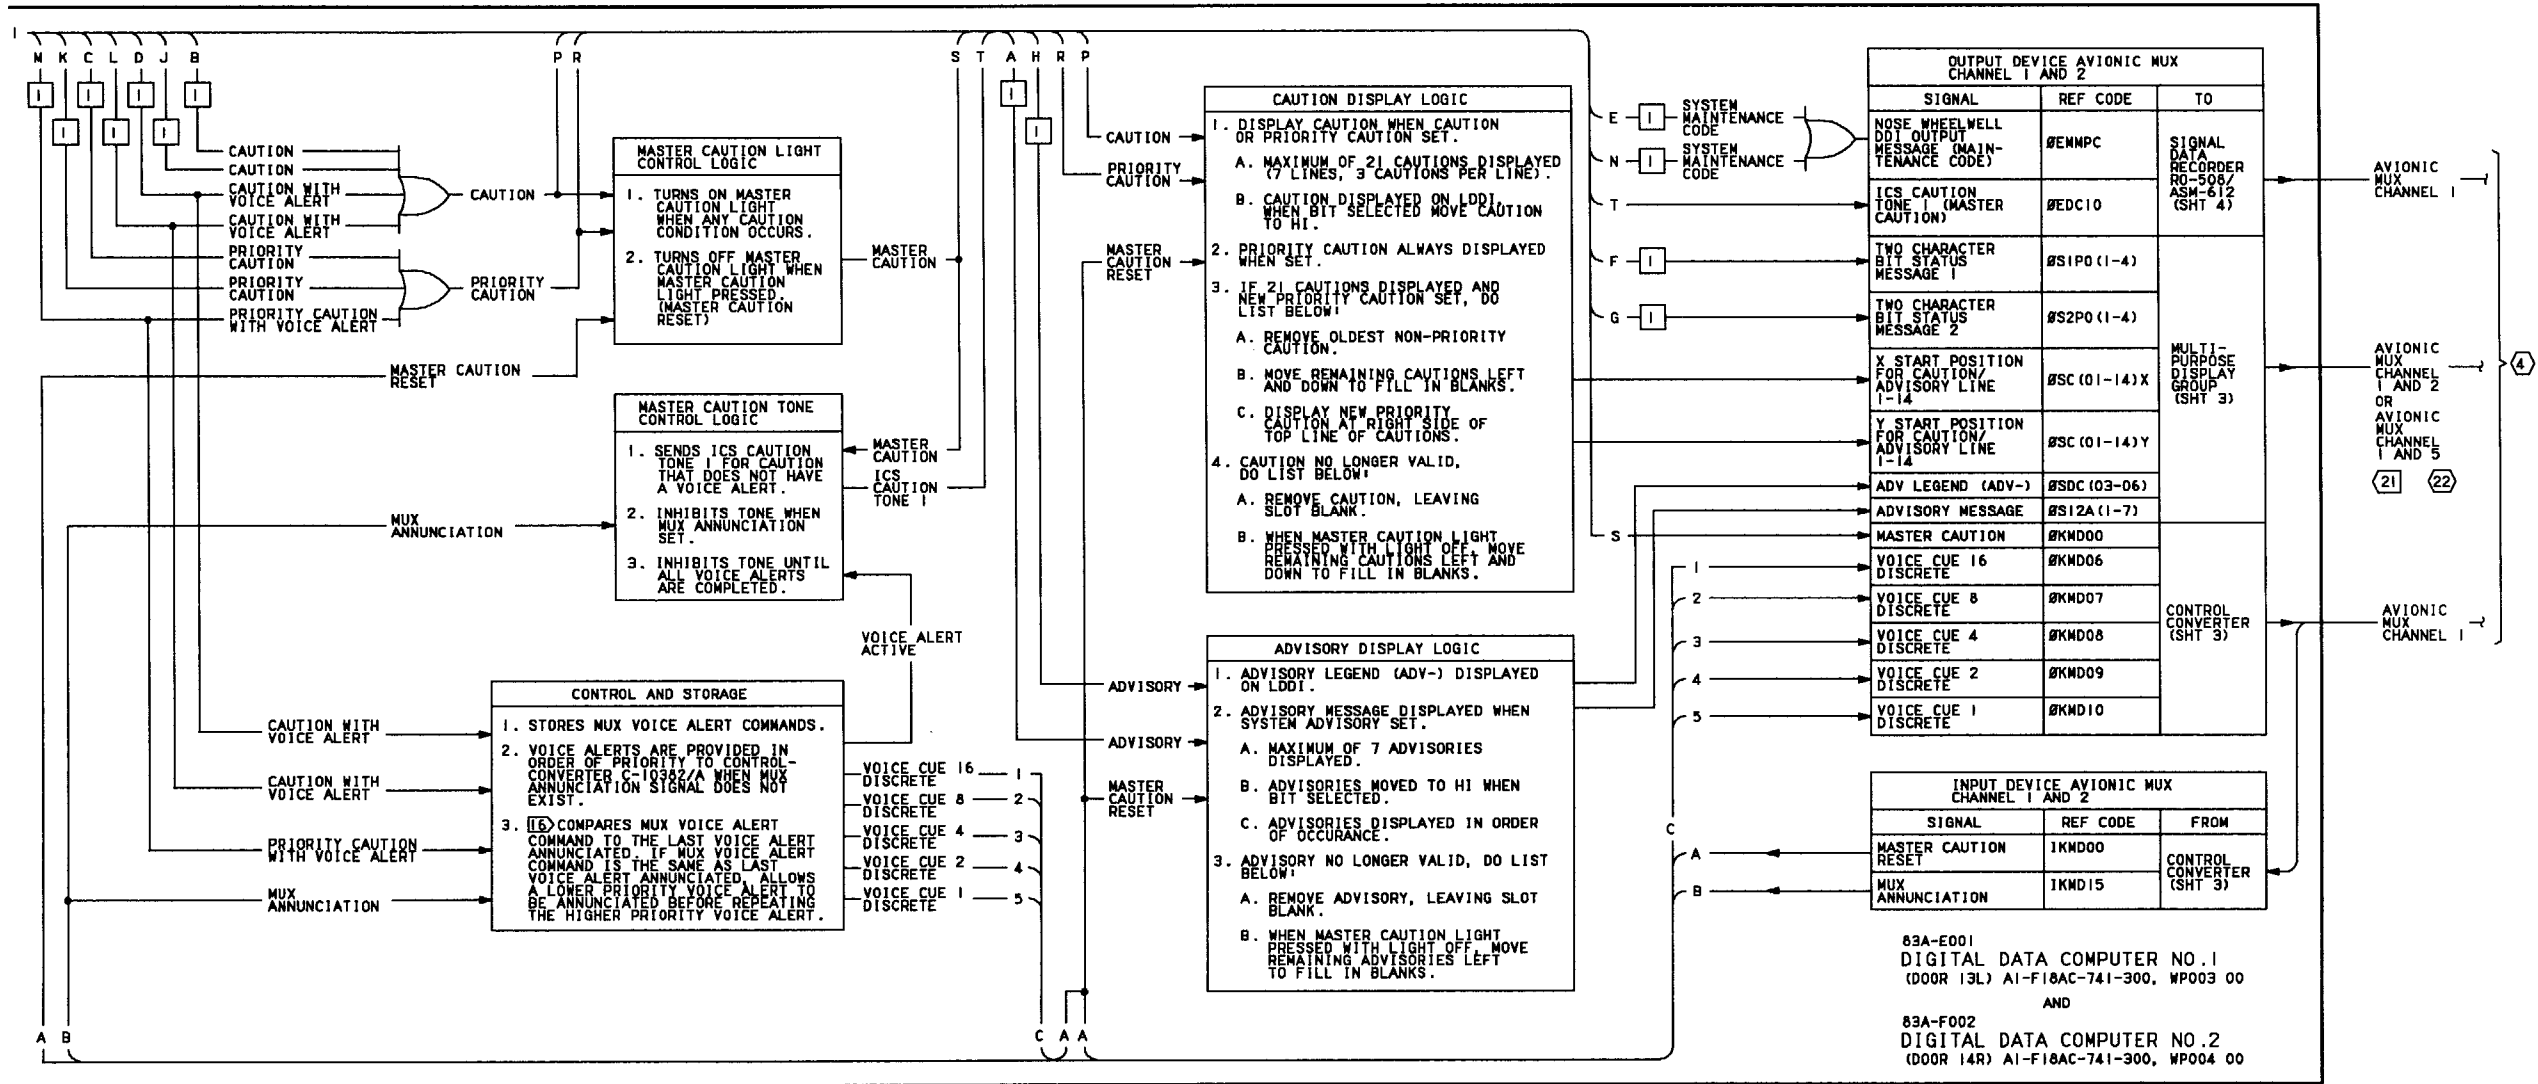 I
M K C L D J B
P R
S T A H R P
I I I I
I I I
I
I
CAUTION
CAUTION
CAUTION WITH
VOICE ALERT
CAUTION WITH
VOICE ALERT
PRIORITY
CAUTION
PRIORITY
CAUTION
PRIORITY CAUTION
WITH VOICE ALERT
CAUTION
PRIORITY
CAUTION
MASTER CAUTION
RESET
MUX
ANNUNCIATION
MASTER CAUTION LIGHT
CONTROL LOGIC
1. TURNS ON MASTER
CAUTION LIGHT
WHEN ANY CAUTION
CONDITION OCCURS.
2. TURNS OFF MASTER
CAUTION LIGHT WHEN
MASTER CAUTION
LIGHT PRESSED.
(MASTER CAUTION
RESET)
MASTER
CAUTION
MASTER CAUTION TONE
CONTROL LOGIC
1. SENDS ICS CAUTION
TONE 1 FOR CAUTION
THAT DOES NOT HAVE
A VOICE ALERT.
2. INHIBITS TONE WHEN
MUX ANNUNCIATION
SET.
3. INHIBITS TONE UNTIL
ALL VOICE ALERTS
ARE COMPLETED.
MASTER
CAUTION
ICS
CAUTION
TONE 1
VOICE ALERT
ACTIVE
CAUTION WITH
VOICE ALERT
CAUTION WITH
VOICE ALERT
PRIORITY CAUTION
WITH VOICE ALERT
MUX
ANNUNCIATION
CONTROL AND STORAGE
1. STORES MUX VOICE ALERT COMMANDS.
2. VOICE ALERTS ARE PROVIDED IN
ORDER OF PRIORITY TO CONTROL-
CONVERTER C-10382/A WHEN MUX
ANNUNCIATION SIGNAL DOES NOT
EXIST.
3. 16 COMPARES MUX VOICE ALERT
COMMAND TO THE LAST VOICE ALERT
ANNUNCIATED. IF MUX VOICE ALERT
COMMAND IS THE SAME AS LAST
VOICE ALERT ANNUNCIATED, ALLOWS
A LOWER PRIORITY VOICE ALERT TO
BE ANNUNCIATED BEFORE REPEATING
THE HIGHER PRIORITY VOICE ALERT.
VOICE CUE 16
DISCRETE
1
VOICE CUE 8
DISCRETE
2
VOICE CUE 4
DISCRETE
3
VOICE CUE 2
DISCRETE
4
VOICE CUE 1
DISCRETE
5
A B
C A A
CAUTION
PRIORITY
CAUTION
MASTER
CAUTION
RESET
CAUTION DISPLAY LOGIC
1. DISPLAY CAUTION WHEN CAUTION
OR PRIORITY CAUTION SET.
A. MAXIMUM OF 21 CAUTIONS DISPLAYED
(7 LINES, 3 CAUTIONS PER LINE).
B. CAUTION DISPLAYED ON LDDI,
WHEN BIT SELECTED MOVE CAUTION
TO HI.
2. PRIORITY CAUTION ALWAYS DISPLAYED
WHEN SET.
3. IF 21 CAUTIONS DISPLAYED AND
NEW PRIORITY CAUTION SET, DO
LIST BELOW:
A. REMOVE OLDEST NON-PRIORITY
CAUTION.
B. MOVE REMAINING CAUTIONS LEFT
AND DOWN TO FILL IN BLANKS.
C. DISPLAY NEW PRIORITY
CAUTION AT RIGHT SIDE OF
TOP LINE OF CAUTIONS.
4. CAUTION NO LONGER VALID,
DO LIST BELOW:
A. REMOVE CAUTION, LEAVING
SLOT BLANK.
B. WHEN MASTER CAUTION LIGHT
PRESSED WITH LIGHT OFF, MOVE
REMAINING CAUTIONS LEFT AND
DOWN TO FILL IN BLANKS.
ADVISORY
ADVISORY
MASTER
CAUTION
RESET
ADVISORY DISPLAY LOGIC
1. ADVISORY LEGEND (ADV-) DISPLAYED
ON LDDI.
2. ADVISORY MESSAGE DISPLAYED WHEN
SYSTEM ADVISORY SET.
A. MAXIMUM OF 7 ADVISORIES
DISPLAYED.
B. ADVISORIES MOVED TO HI WHEN
BIT SELECTED.
C. ADVISORIES DISPLAYED IN ORDER
OF OCCURANCE.
3. ADVISORY NO LONGER VALID, DO LIST
BELOW:
A. REMOVE ADVISORY, LEAVING SLOT
BLANK.
B. WHEN MASTER CAUTION LIGHT
PRESSED WITH LIGHT OFF, MOVE
REMAINING ADVISORIES LEFT
TO FILL IN BLANKS.
E I SYSTEM
MAINTENANCE
CODE
N I SYSTEM
MAINTENANCE
CODE
T
F I
G I
S
1
2
3
4
5
C
A
B
OUTPUT DEVICE AVIONIC MUX
CHANNEL 1 AND 2
SIGNAL REF CODE TO
NOSE WHEELWELL
DDI OUTPUT
MESSAGE (MAIN-
TENANCE CODE)
ØEMMPC
ICS CAUTION
TONE 1 (MASTER
CAUTION)
ØEDC10
SIGNAL
DATA
RECORDER
RO-508/
ASM-612
(SHT 4)
TWO CHARACTER
BIT STATUS
MESSAGE 1
ØS1P0(1-4)
TWO CHARACTER
BIT STATUS
MESSAGE 2
ØS2P0(1-4)
X START POSITION
FOR CAUTION/
ADVISORY LINE
1-14
ØSC(01-14)X
Y START POSITION
FOR CAUTION/
ADVISORY LINE
1-14
ØSC(01-14)Y
ADV LEGEND (ADV-) ØSDC(03-06)
ADVISORY MESSAGE ØS12A(1-7)
MULTI-
PURPOSE
DISPLAY
GROUP
(SHT 3)
MASTER CAUTION ØKMD00
VOICE CUE 16
DISCRETE
ØKMD06
VOICE CUE 8
DISCRETE
ØKMD07
VOICE CUE 4
DISCRETE
ØKMD08
VOICE CUE 2
DISCRETE
ØKMD09
VOICE CUE 1
DISCRETE
ØKMD10
CONTROL
CONVERTER
(SHT 3)
INPUT DEVICE AVIONIC MUX
CHANNEL 1 AND 2
SIGNAL REF CODE FROM
MASTER CAUTION
RESET
IKMD00
MUX
ANNUNCIATION
IKMD15
CONTROL
CONVERTER
(SHT 3)
AVIONIC
MUX
CHANNEL 1
AVIONIC
MUX
CHANNEL
1 AND 2
OR
AVIONIC
MUX
CHANNEL
1 AND 5
21 22
AVIONIC
MUX
CHANNEL 1
4
83A-E001
DIGITAL DATA COMPUTER NO.1
(DOOR 13L) A1-F18AC-741-300, WP003 00
AND
83A-F002
DIGITAL DATA COMPUTER NO.2
(DOOR 14R) A1-F18AC-741-300, WP004 00